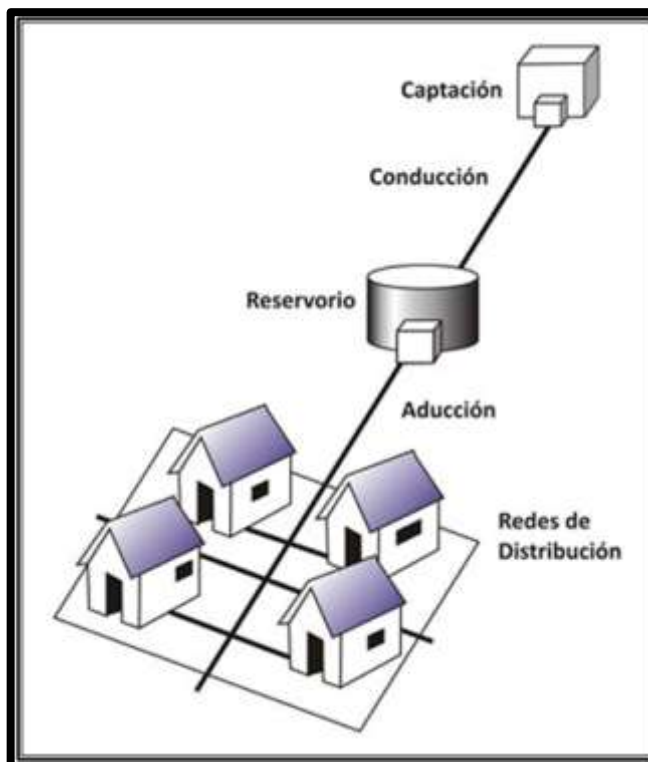 Captación
Conducción
Reservorio
Aducción
Redes de
Distribución